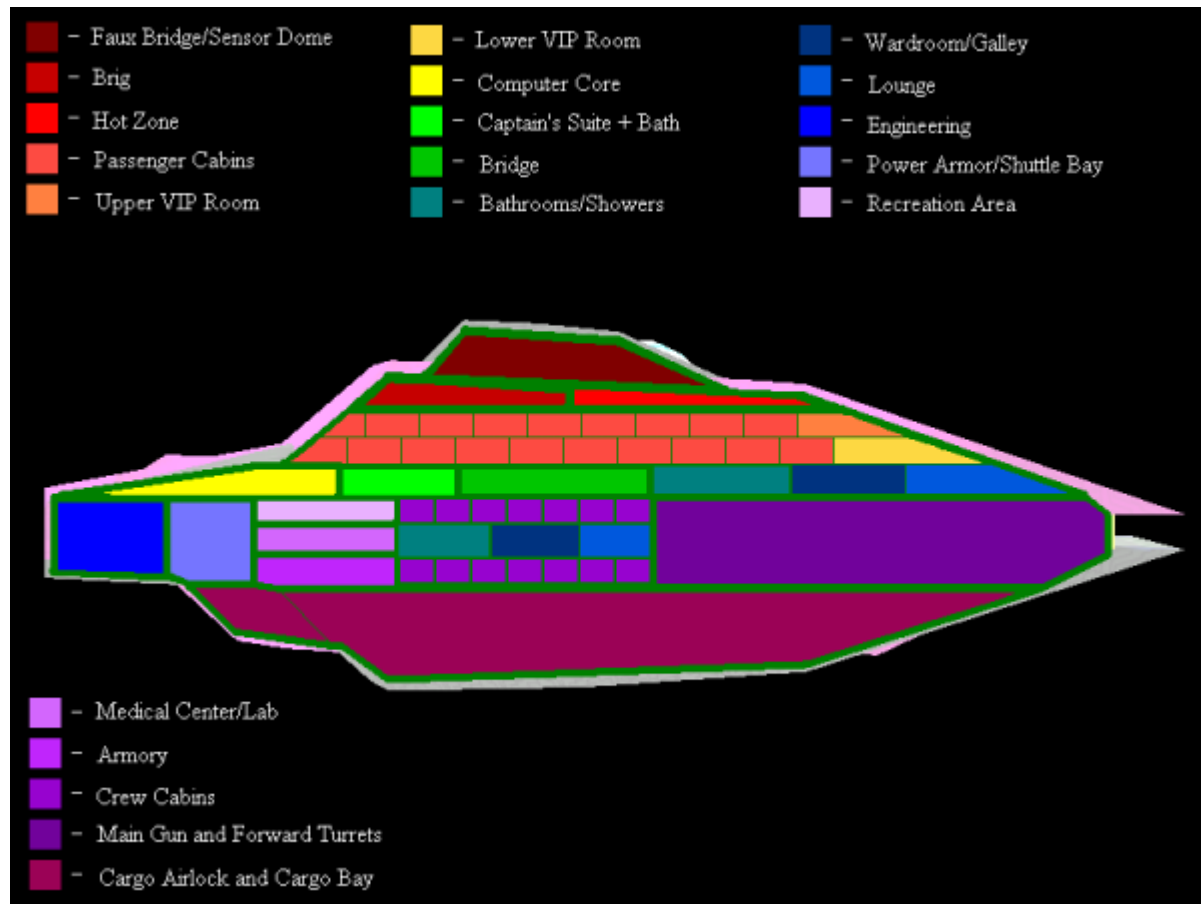 - Faux Bridge/Sensor Dome
- Brig
- Hot Zone
- Passenger Cabins
- Upper VIP Room
- Lower VIP Room
- Computer Core
- Captain's Suite + Bath
- Bridge
- Bathrooms/Showers
- Wardroom/Galley
- Lounge
- Engineering
- Power Armor/Shuttle Bay
- Recreation Area
- Medical Center/Lab
- Armory
- Crew Cabins
- Main Gun and Forward Turrets
- Cargo Airlock and Cargo Bay